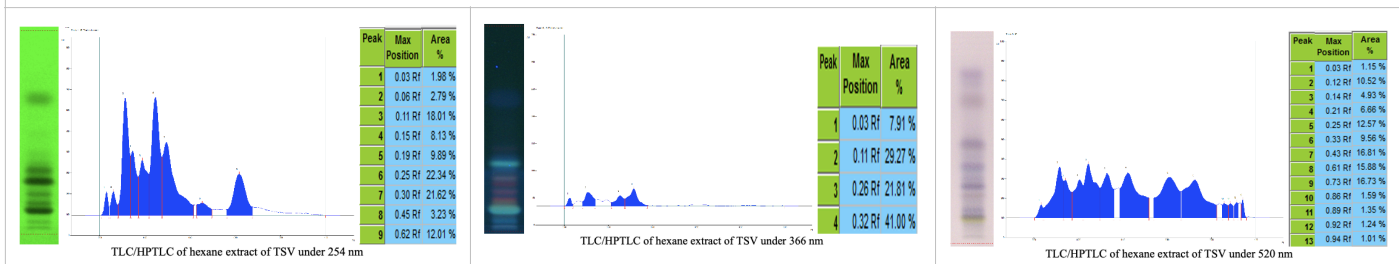 Peak Max Position Area %
1 0.03 Rf 1.98 %
2 0.06 Rf 2.79 %
3 0.11 Rf 18.01 %
4 0.15 Rf 8.13 %
5 0.19 Rf 9.89 %
6 0.25 Rf 22.34 %
7 0.30 Rf 21.62 %
8 0.45 Rf 3.23 %
9 0.62 Rf 12.01 %
TLC/HPTLC of hexane extract of TSV under 254 nm
Peak Max Position Area %
1 0.03 Rf 7.91 %
2 0.11 Rf 29.27 %
3 0.26 Rf 21.81 %
4 0.32 Rf 41.00 %
TLC/HPTLC of hexane extract of TSV under 366 nm
Peak Max Position Area %
1 0.03 Rf 1.15 %
2 0.12 Rf 10.52 %
3 0.14 Rf 4.93 %
4 0.21 Rf 6.66 %
5 0.25 Rf 12.57 %
6 0.33 Rf 9.56 %
7 0.43 Rf 16.81 %
8 0.61 Rf 15.88 %
9 0.73 Rf 16.73 %
10 0.86 Rf 1.59 %
11 0.89 Rf 1.35 %
12 0.92 Rf 1.24 %
13 0.94 Rf 1.01 %
TLC/HPTLC of hexane extract of TSV under 520 nm